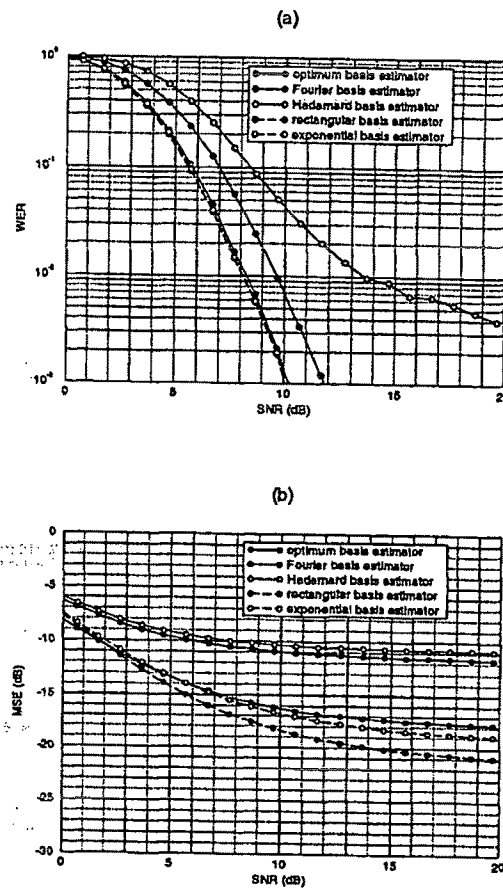 (a)
10⁰
10⁻¹
10⁻²
10⁻³
WER
optimum basis estimator
Fourier basis estimator
Hadamard basis estimator
rectangular basis estimator
exponential basis estimator
0 5 10 15 20
SNR (dB)
(b)
0
-5
-10
-15
-20
-25
-30
MSE (dB)
optimum basis estimator
Fourier basis estimator
Hadamard basis estimator
rectangular basis estimator
exponential basis estimator
0 5 10 15 20
SNR (dB)